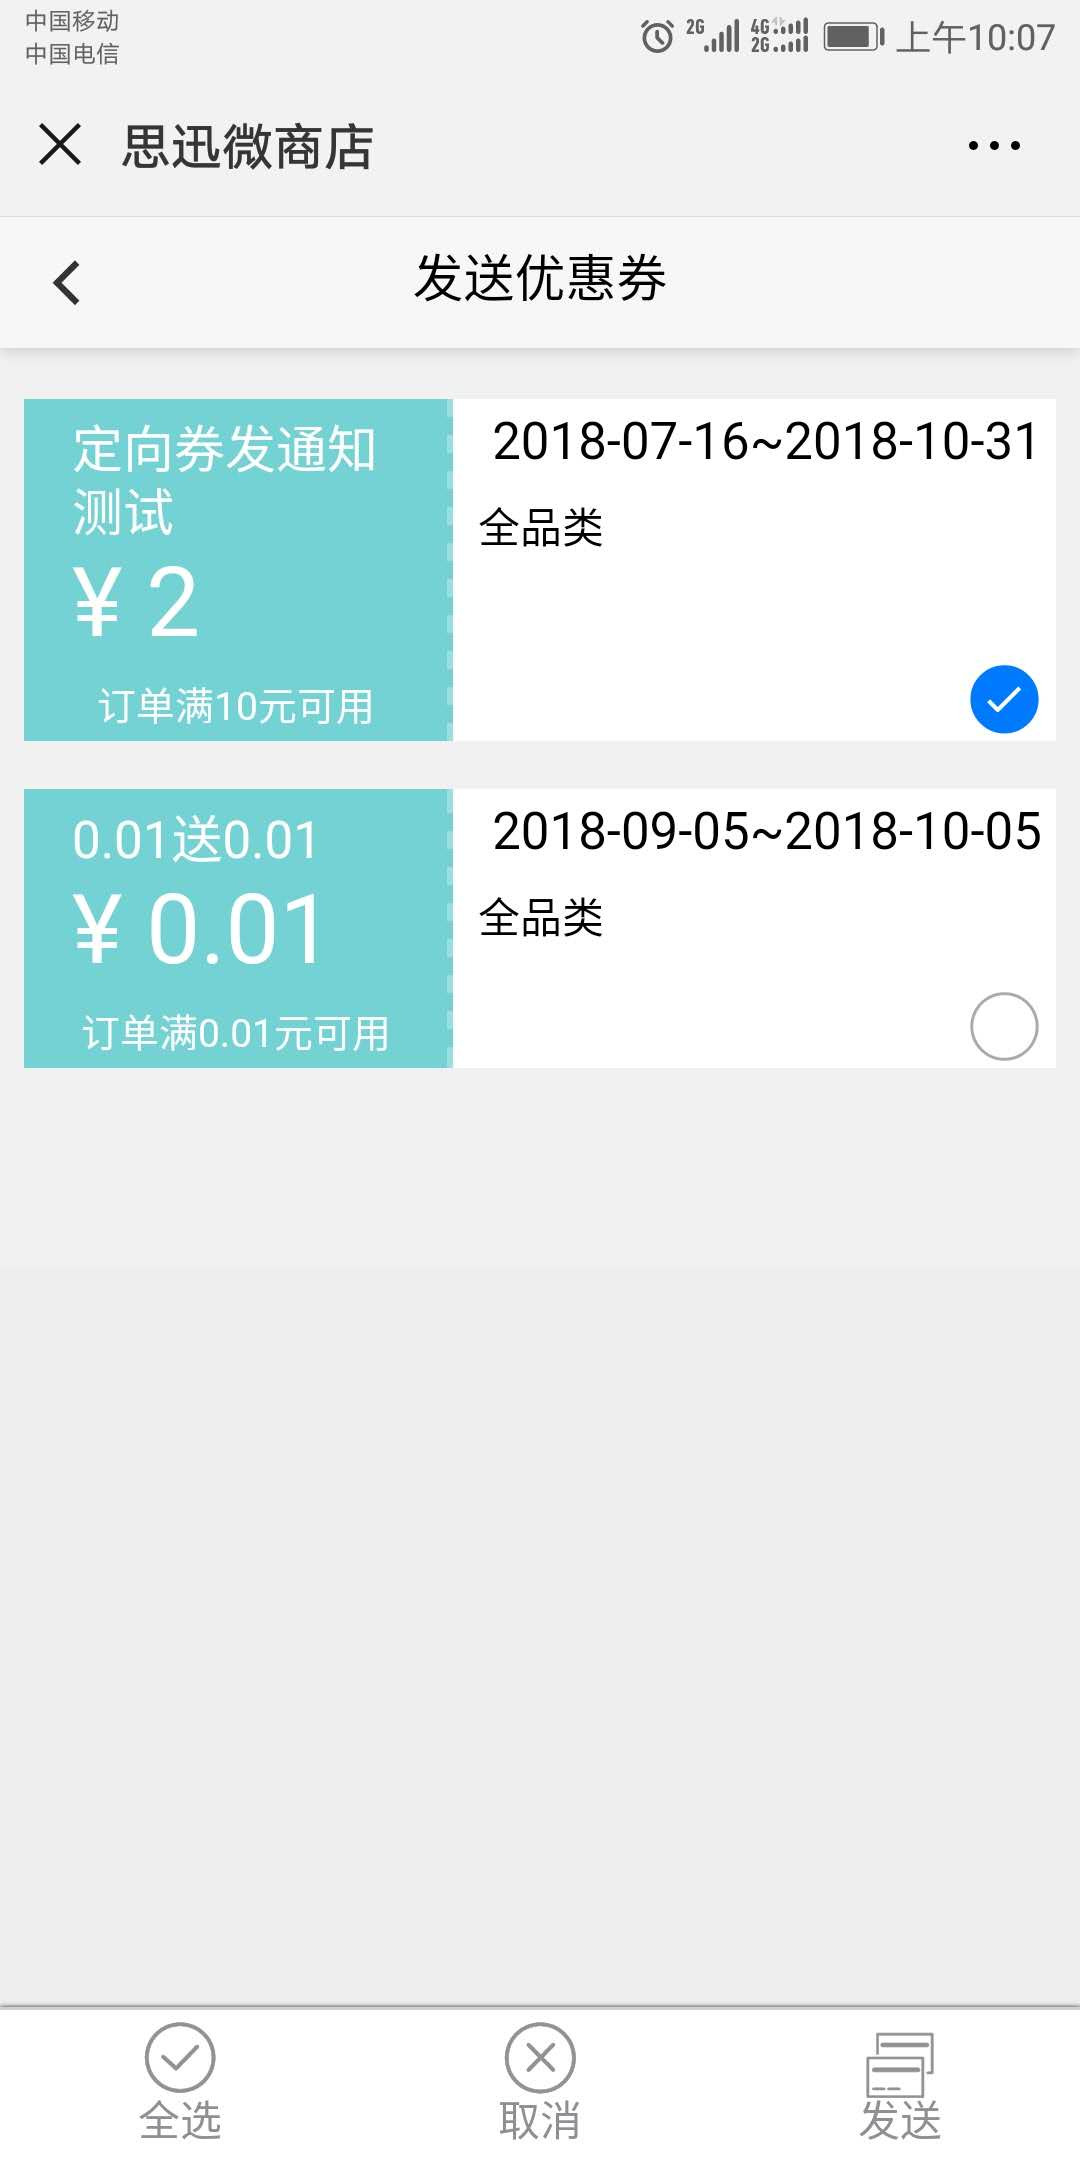 中国移动
中国电信
2G
4G
2G
上午10:07
思迅微商店
发送优惠券
定向券发通知
测试
¥ 2
订单满10元可用
2018-07-16~2018-10-31
全品类
0.01送0.01
¥ 0.01
订单满0.01元可用
2018-09-05~2018-10-05
全品类
全选
取消
发送